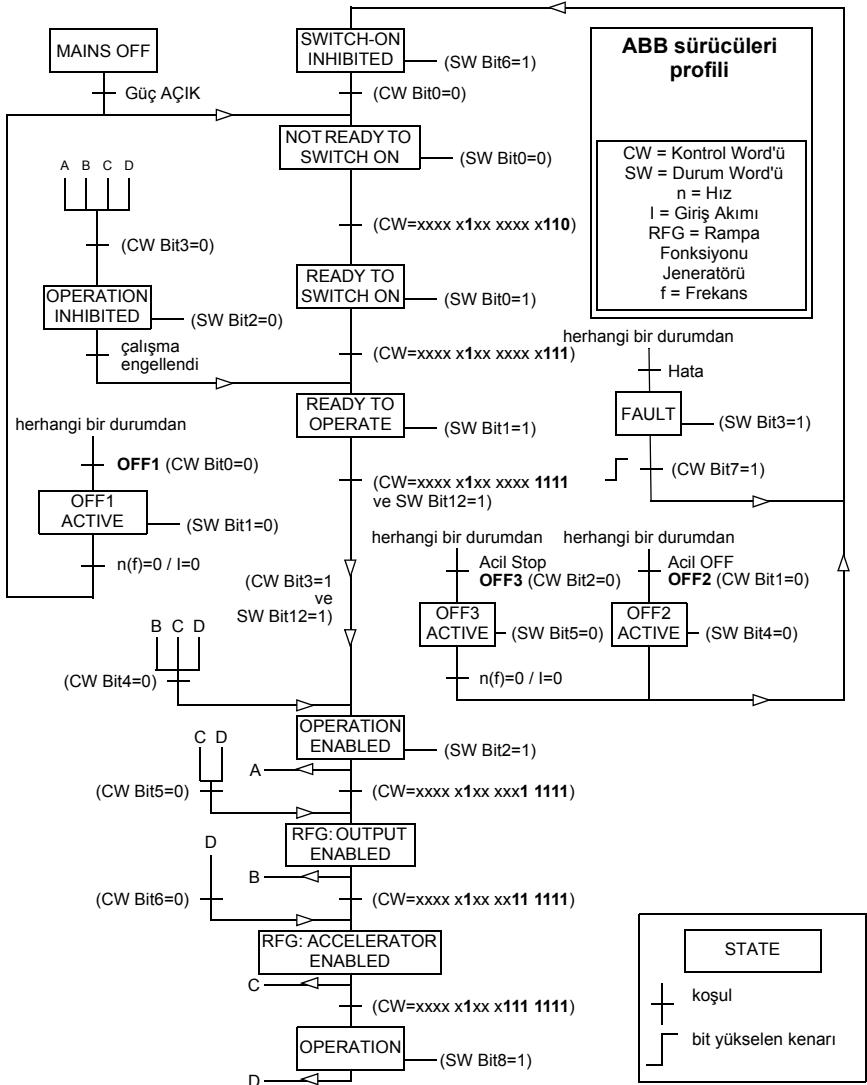 MAINS OFF
Güç AÇIK
SWITCH-ON
INHIBITED
(SW Bit6=1)
(CW Bit0=0)
NOT READY TO
SWITCH ON
(SW Bit0=0)
A B C D
(CW Bit3=0)
OPERATION
INHIBITED
(SW Bit2=0)
çalışma
engellendi
(CW=xxxx x1xx xxxx x110)
READY TO
SWITCH ON
(SW Bit0=1)
(CW=xxxx x1xx xxxx x111)
READY TO
OPERATE
(SW Bit1=1)
(CW=xxxx x1xx xxxx 1111
ve SW Bit12=1)
ABB sürücüleri
profili
CW = Kontrol Word'ü
SW = Durum Word'ü
n = Hız
I = Giriş Akımı
RFG = Rampa
Fonksiyonu
Jeneratörü
f = Frekans
herhangi bir durumdan
Hata
FAULT
(SW Bit3=1)
(CW Bit7=1)
herhangi bir durumdan
OFF1 (CW Bit0=0)
OFF1
ACTIVE
(SW Bit1=0)
n(f)=0 / I=0
(CW Bit3=1
ve
SW Bit12=1)
herhangi bir durumdan
Acil Stop
OFF3 (CW Bit2=0)
OFF3
ACTIVE
(SW Bit5=0)
n(f)=0 / I=0
herhangi bir durumdan
Acil OFF
OFF2 (CW Bit1=0)
OFF2
ACTIVE
(SW Bit4=0)
B C D
(CW Bit4=0)
OPERATION
ENABLED
(SW Bit2=1)
A
C D
(CW Bit5=0)
(CW=xxxx x1xx xxx1 1111)
RFG: OUTPUT
ENABLED
B
D
(CW Bit6=0)
(CW=xxxx x1xx xx11 1111)
RFG: ACCELERATOR
ENABLED
C
(CW=xxxx x1xx x111 1111)
OPERATION
(SW Bit8=1)
D
STATE
koşul
bit yükselen kenarı